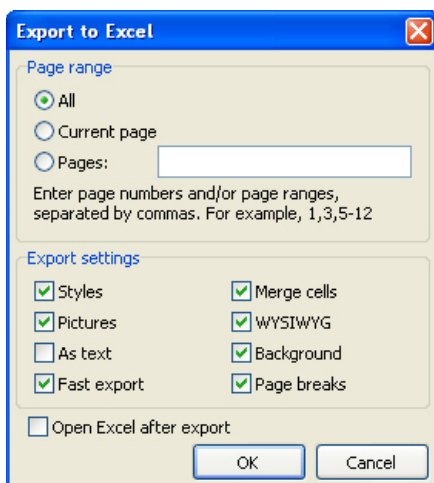 Export to Excel
Page range
All
Current page
Pages:
Enter page numbers and/or page ranges,
separated by commas. For example, 1,3,5-12
Export settings
Styles
Merge cells
Pictures
WYSIWYG
As text
Background
Fast export
Page breaks
Open Excel after export
OK
Cancel